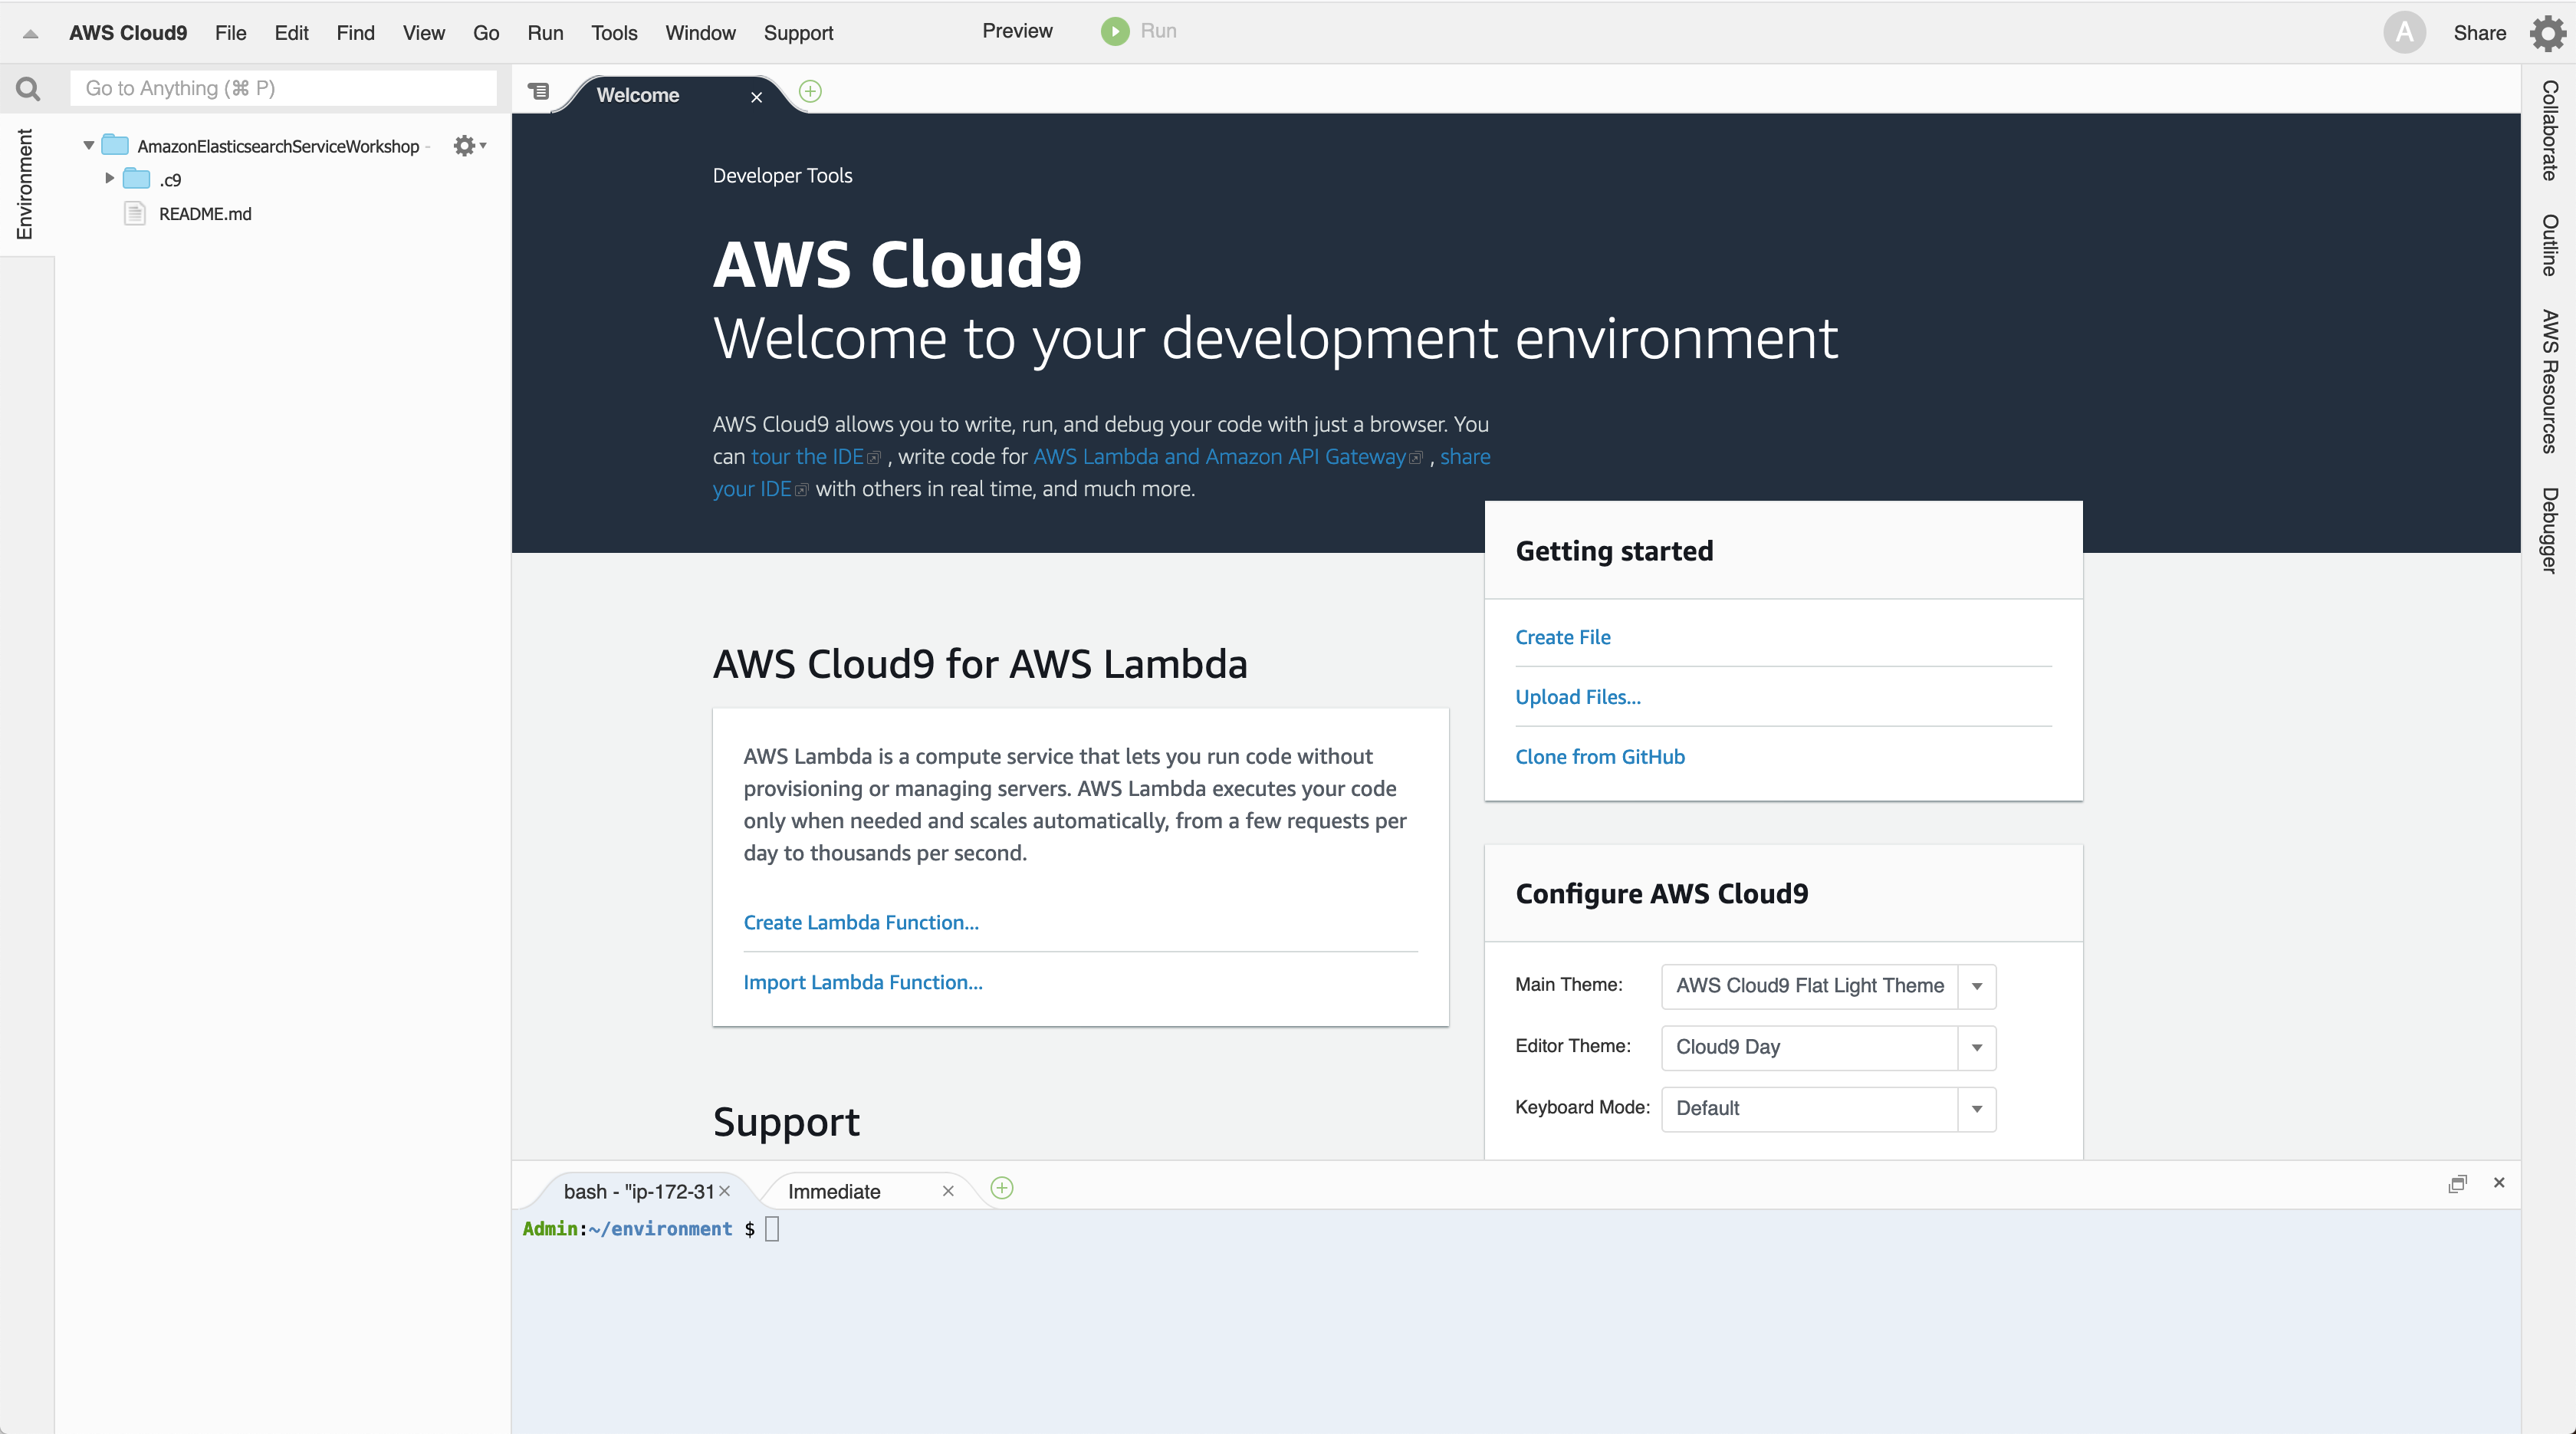 AWS Cloud9 File Edit Find View Go Run Tools Window Support Preview Run A Share
Go to Anything (⌘ P)
Environment
AmazonElasticsearchServiceWorkshop -
.c9
README.md
Welcome
Developer Tools
AWS Cloud9
Welcome to your development environment
AWS Cloud9 allows you to write, run, and debug your code with just a browser. You
can tour the IDE , write code for AWS Lambda and Amazon API Gateway , share
your IDE with others in real time, and much more.
AWS Cloud9 for AWS Lambda
AWS Lambda is a compute service that lets you run code without
provisioning or managing servers. AWS Lambda executes your code
only when needed and scales automatically, from a few requests per
day to thousands per second.
Create Lambda Function...
Import Lambda Function...
Support
Getting started
Create File
Upload Files...
Clone from GitHub
Configure AWS Cloud9
Main Theme: AWS Cloud9 Flat Light Theme
Editor Theme: Cloud9 Day
Keyboard Mode: Default
bash - "ip-172-31 Immediate
Admin:~/environment $
Collaborate
Outline
AWS Resources
Debugger